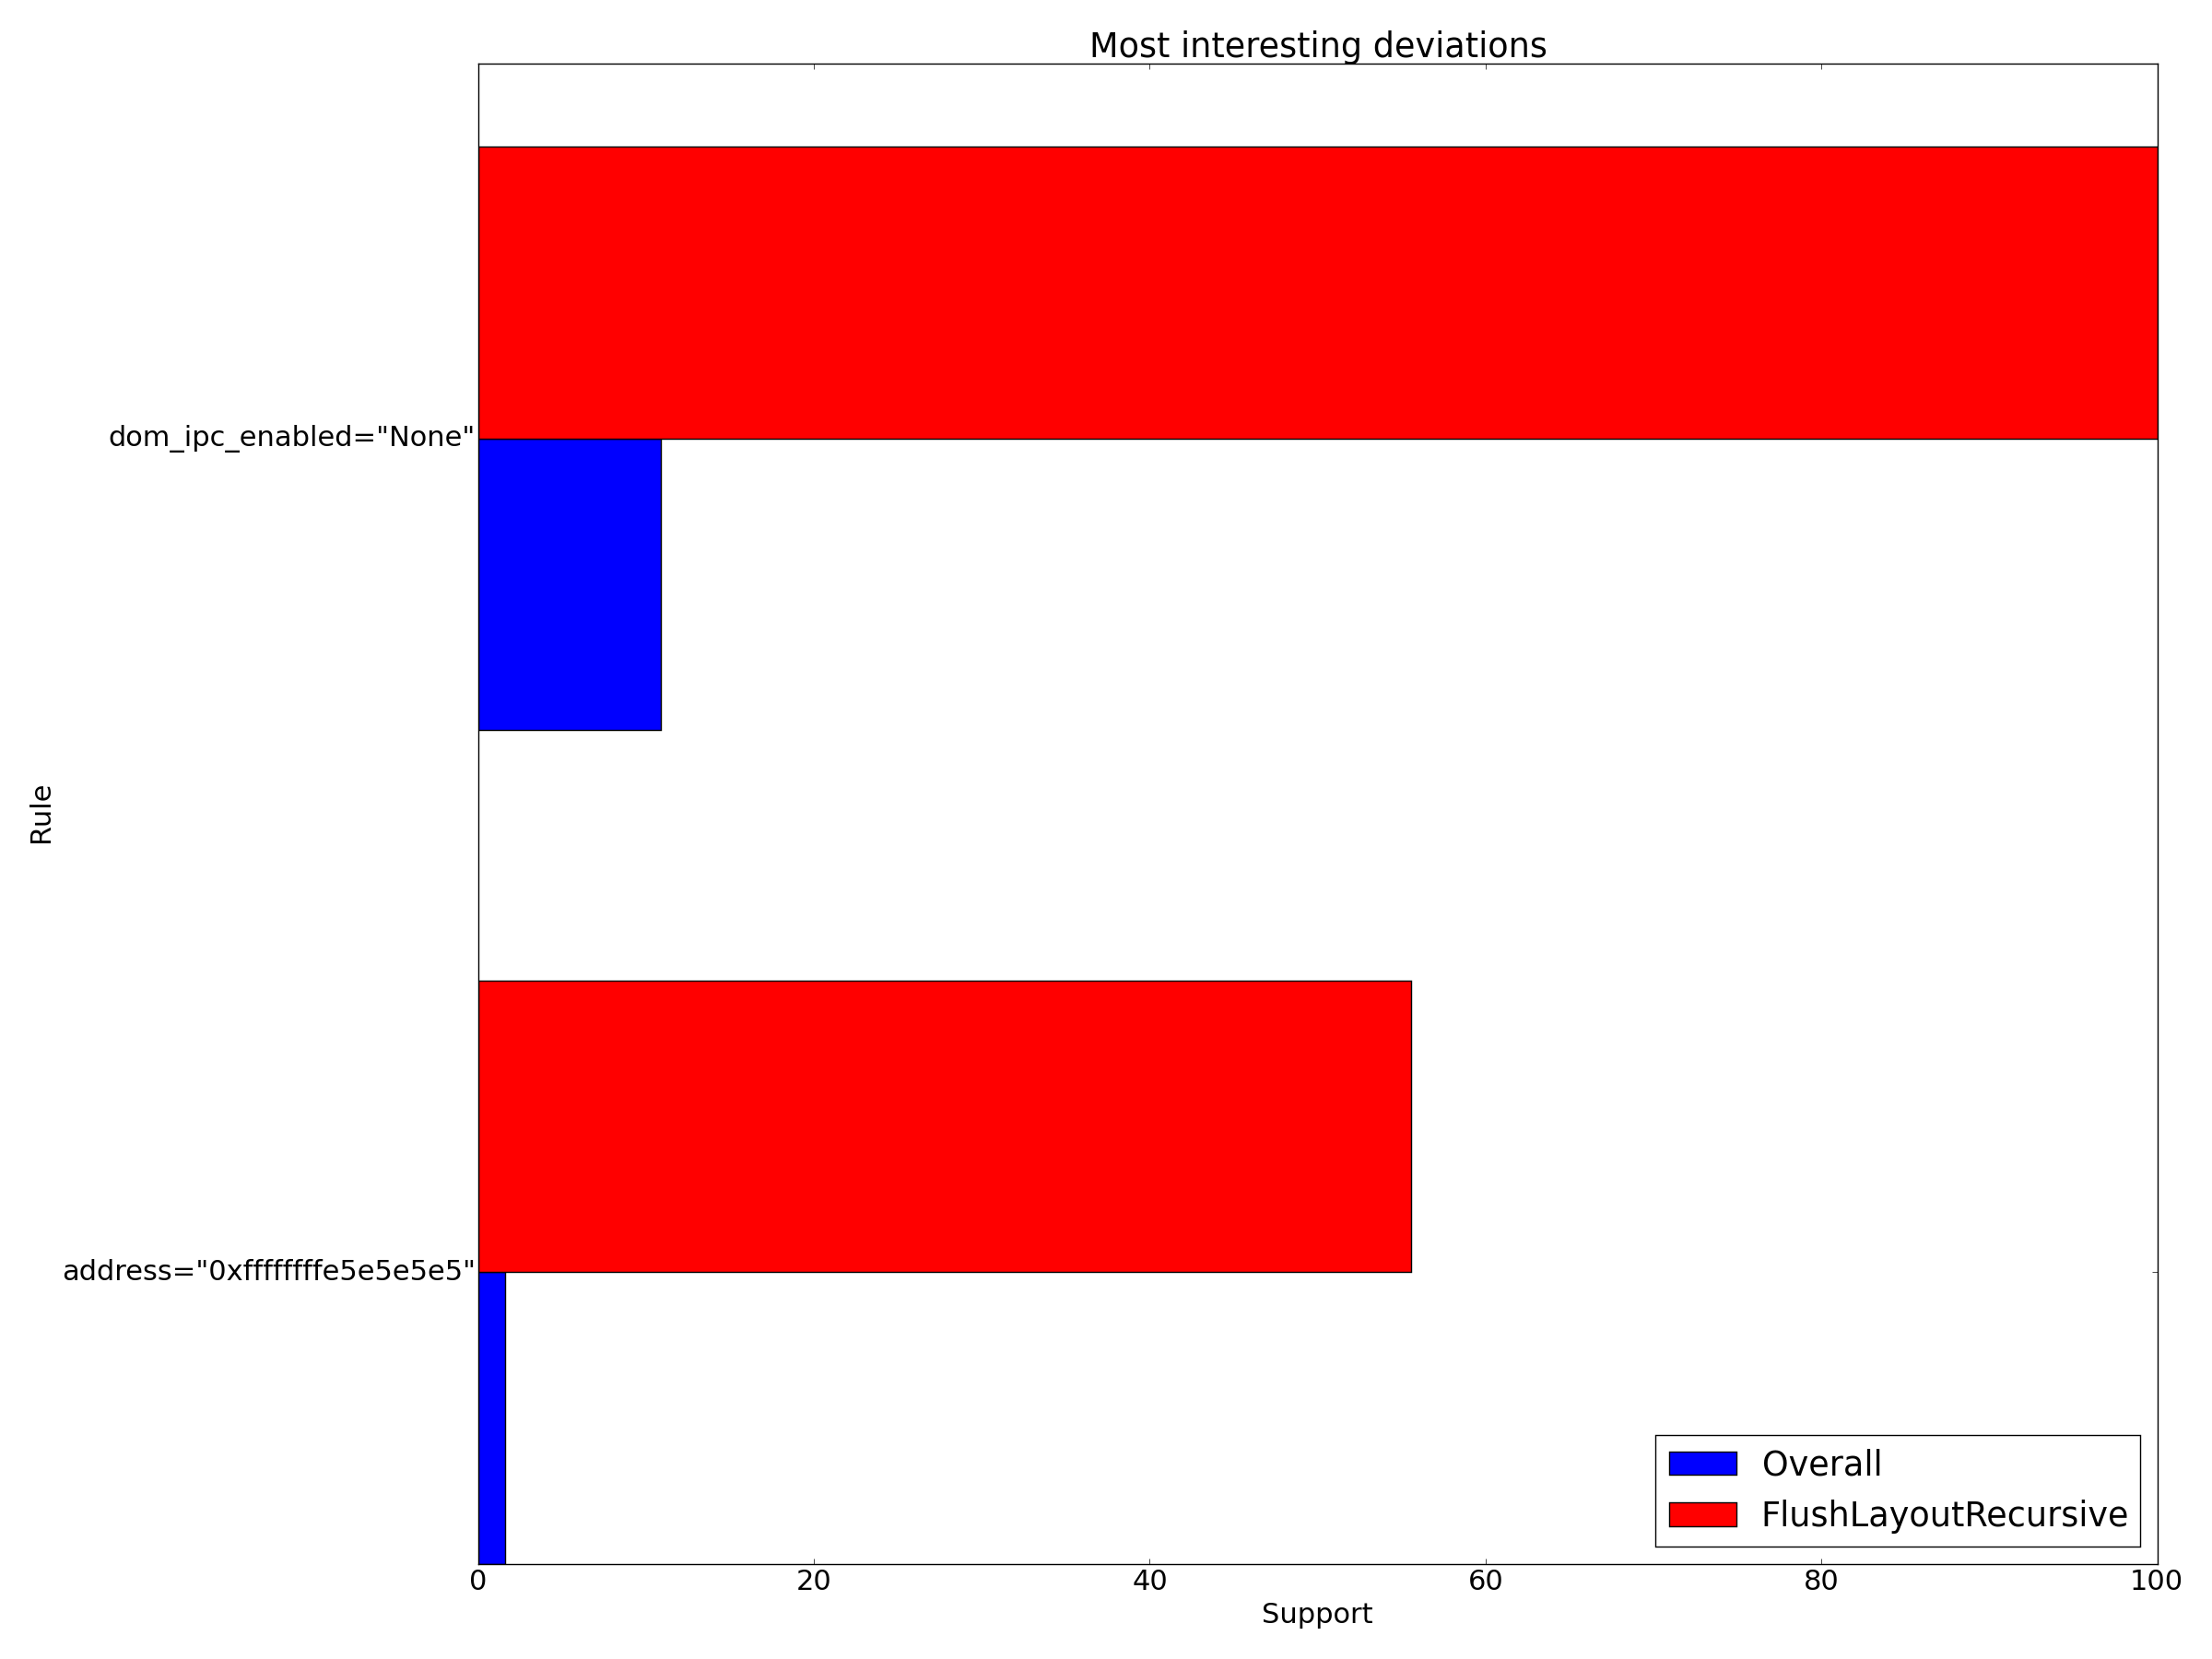 Most interesting deviations
dom_ipc_enabled="None"
Rule
address="0xffffffffe5e5e5e5"
Overall
FlushLayoutRecursive
0 20 40 60 80 100
Support